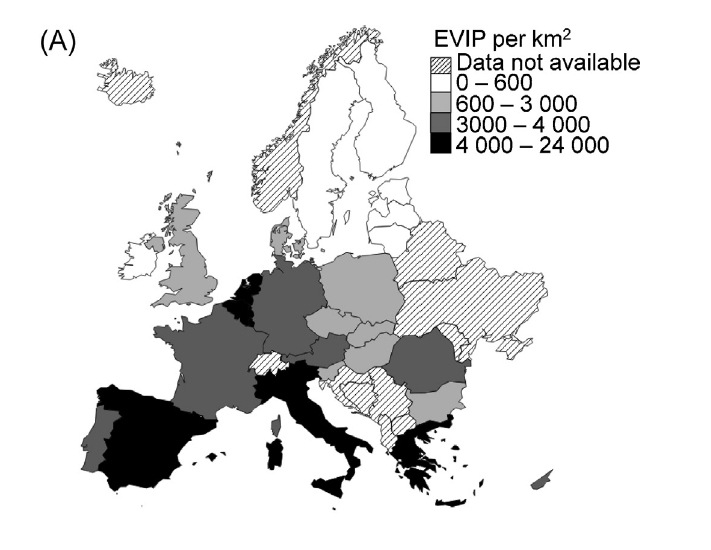 (A)
EVIP per km²
Data not available
0 – 600
600 – 3 000
3000 – 4 000
4 000 – 24 000